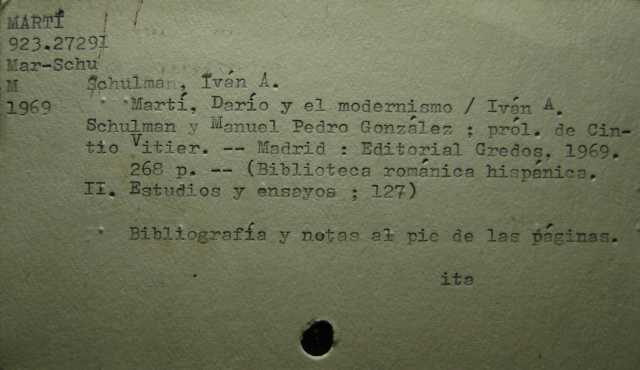 MARTÍ
923.27291
Mar-Schu
M Schulman, Iván A.
1969 Martí, Darío y el modernismo / Iván A.
Schulman y Manuel Pedro González ; pról. de Cin-
tio Vitier. -- Madrid : Editorial Gredos, 1969.
268 p. -- (Biblioteca románica hispánica.
II. Estudios y ensayos ; 127)
Bibliografía y notas al pie de las páginas.
ita